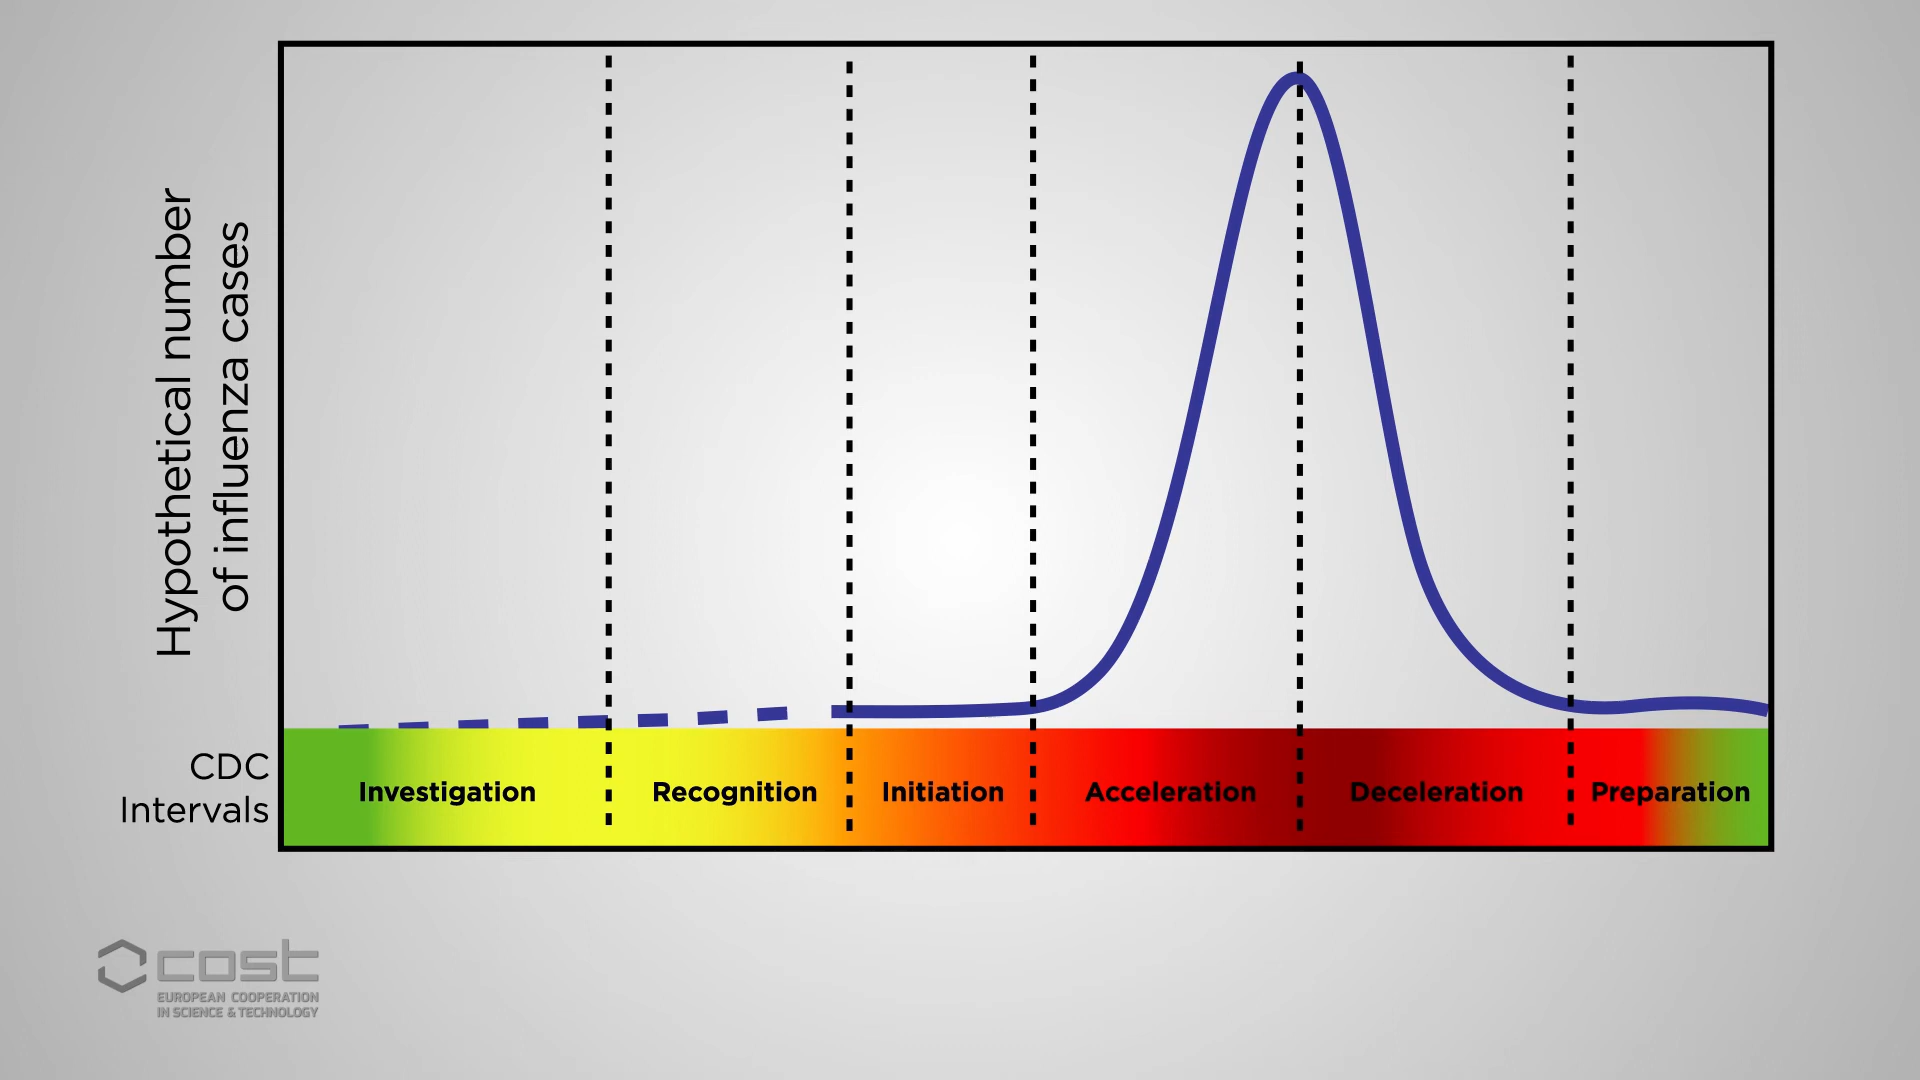 Hypothetical number
of influenza cases
CDC
Intervals
Investigation
Recognition
Initiation
Acceleration
Deceleration
Preparation
cost
EUROPEAN COOPERATION
IN SCIENCE & TECHNOLOGY